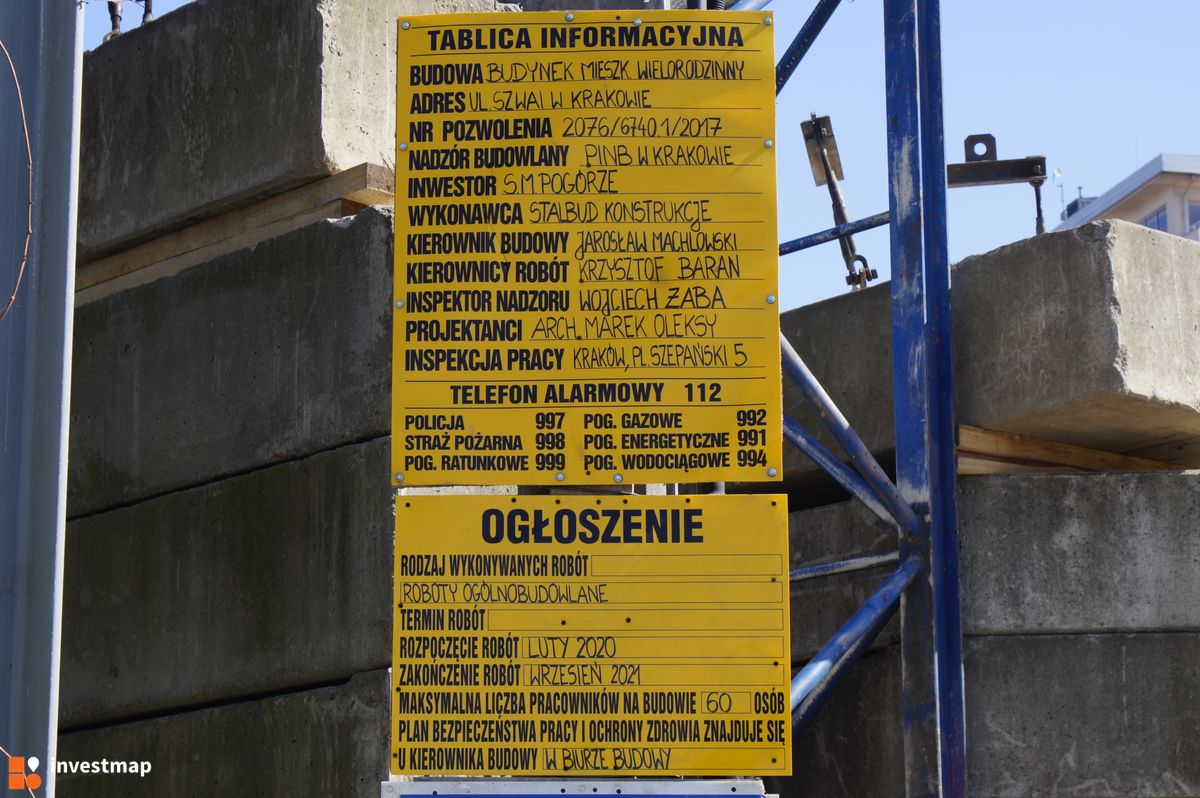 TABLICA INFORMACYJNA
BUDOWA BUDYNEK MIESZK. WIELORODZINNY
ADRES UL. SZWAI W KRAKOWIE
NR POZWOLENIA 2076/6740.1/2017
NADZÓR BUDOWLANY PINB W KRAKOWIE
INWESTOR S.M. POGÓRZE
WYKONAWCA STALBUD KONSTRUKCJE
KIEROWNIK BUDOWY JAROSŁAW MACHLOWSKI
KIEROWNICY ROBÓT KRZYSZTOF BARAN
INSPEKTOR NADZORU WOJCIECH ŻABA
PROJEKTANCI ARCH. MAREK OLEKSY
INSPEKCJA PRACY KRAKÓW, PL. SZEPAŃSKI 5
TELEFON ALARMOWY 112
POLICJA 997 POG. GAZOWE 992
STRAŻ POŻARNA 998 POG. ENERGETYCZNE 991
POG. RATUNKOWE 999 POG. WODOCIĄGOWE 994
OGŁOSZENIE
RODZAJ WYKONYWANYCH ROBÓT
ROBOTY OGÓLNOBUDOWLANE
TERMIN ROBÓT
ROZPOCZĘCIE ROBÓT LUTY 2020
ZAKOŃCZENIE ROBÓT WRZESIEŃ 2021
MAKSYMALNA LICZBA PRACOWNIKÓW NA BUDOWIE 60 OSÓB
PLAN BEZPIECZEŃSTWA PRACY I OCHRONY ZDROWIA ZNAJDUJE SIĘ
U KIEROWNIKA BUDOWY W BIURZE BUDOWY
investmap